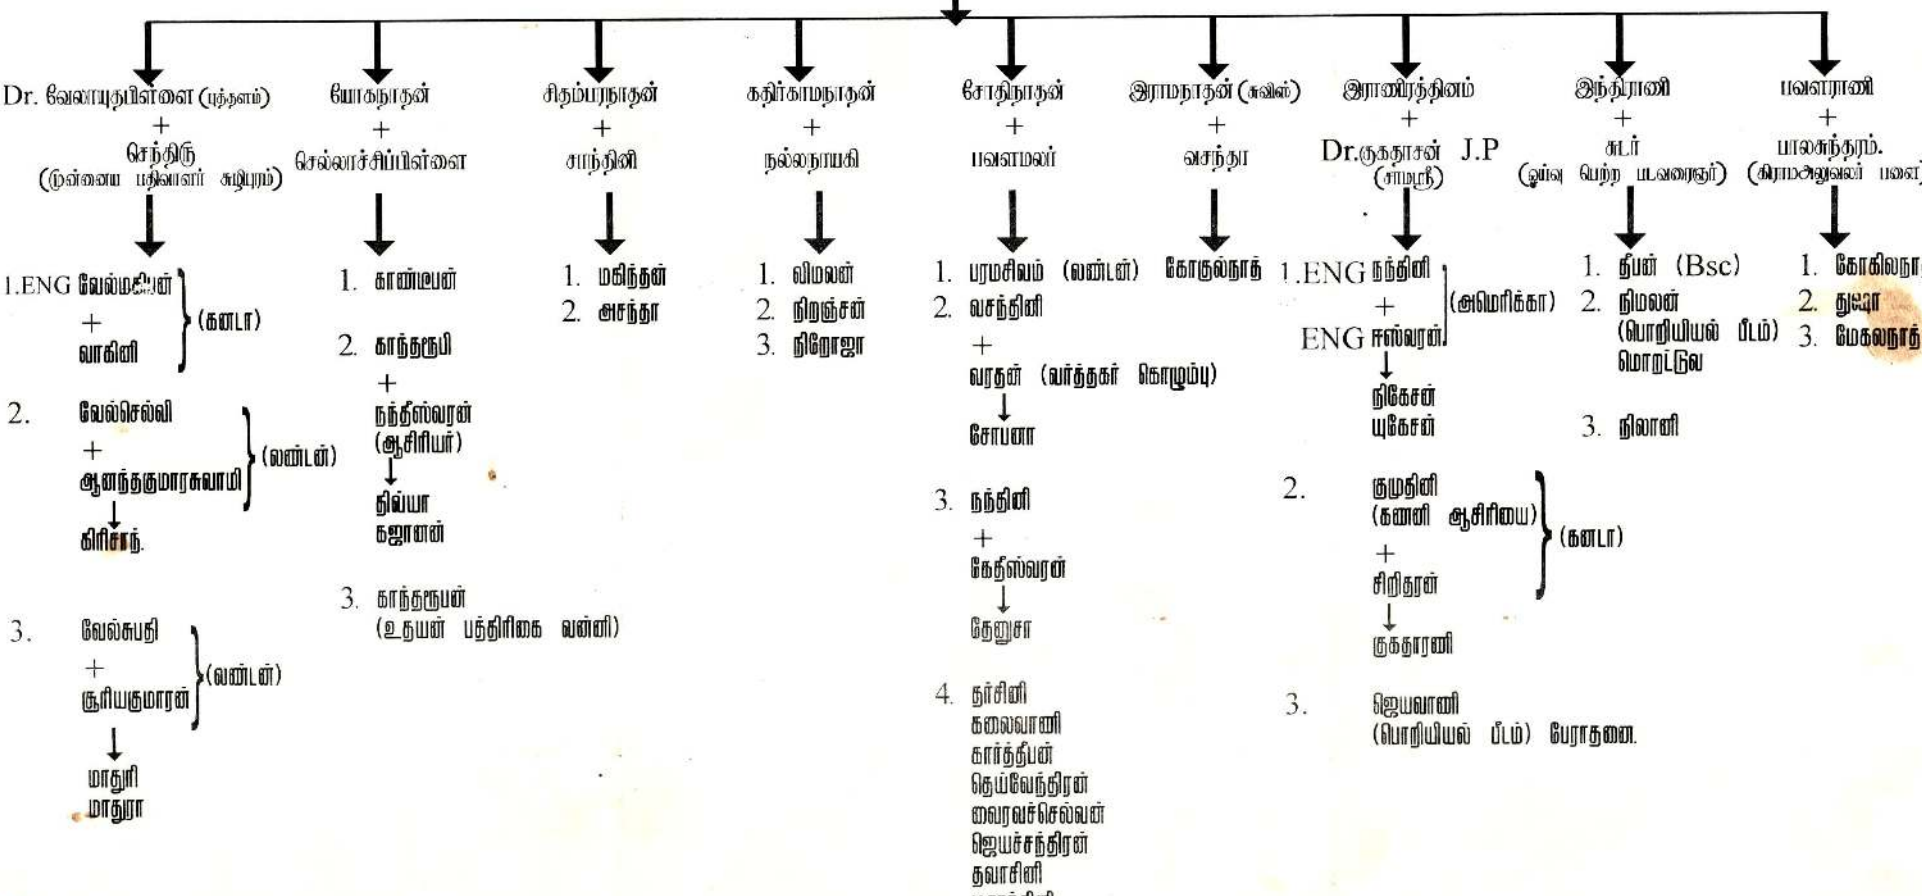 Dr. வேலாயுதபிள்ளை (புத்தளம்)
+
செந்திரு
(முன்னைய பதிவாளர் சுழிபுரம்)
1.ENG வேல்மகிபன்
+
வாகினி
(கனடா)
2. வேல்செல்வி
+
ஆனந்தகுமாரசுவாமி
(லண்டன்)
கிரிசாந்.
3. வேல்சுபதி
+
சூரியகுமாரன்
(லண்டன்)
மாதுரி
மாதுரா
யோகநாதன்
+
செல்லாச்சிப்பிள்ளை
1. காண்டீபன்
2. காந்தரூபி
+
நந்தீஸ்வரன்
(ஆசிரியர்)
திவ்யா
கஜானன்
3. காந்தரூபன்
(உதயன் பத்திரிகை வன்னி)
சிதம்பரநாதன்
+
சாந்தினி
1. மகிந்தன்
2. அசந்தா
கதிர்காமநாதன்
+
நல்லநாயகி
1. விமலன்
2. நிறஞ்சன்
3. நிறோஜா
சோதிநாதன்
+
பவளமலர்
1. பரமசிவம் (லண்டன்)
2. வசந்தினி
+
வரதன் (வர்த்தகர் கொழும்பு)
சோபனா
3. நந்தினி
+
கேதீஸ்வரன்
தேனுசா
4. தர்சினி
கலைவாணி
கார்த்தீபன்
தெய்வேந்திரன்
வைரவச்செல்வன்
ஜெயச்சந்திரன்
தவாசினி
இராமநாதன் (சுவிஸ்)
+
வசந்தா
கோகுல்நாத்
இராணிரத்தினம்
+
Dr.குகதாசன் J.P
(சாமஸ்ரீ)
1.ENG நந்தினி
+
ENG ஈஸ்வரன்
(அமெரிக்கா)
நிகேசன்
யுகேசன்
2. குமுதினி
(கணனி ஆசிரியை)
+
சிறிதரன்
(கனடா)
குகதாரணி
3. ஜெயவாணி
(பொறியியல் பீடம்) பேராதனை.
இந்திராணி
+
சுடர்
(ஓய்வு பெற்ற படவரைஞர்)
1. தீபன் (Bsc)
2. நிமலன்
(பொறியியல் பீடம்)
மொறட்டுவ
3. நிலானி
பவளராணி
+
பாலசுந்தரம்.
(கிராமஅலுவலர் பளை)
1. கோகிலநாத்
2. துஷா
3. மேகலநாத்